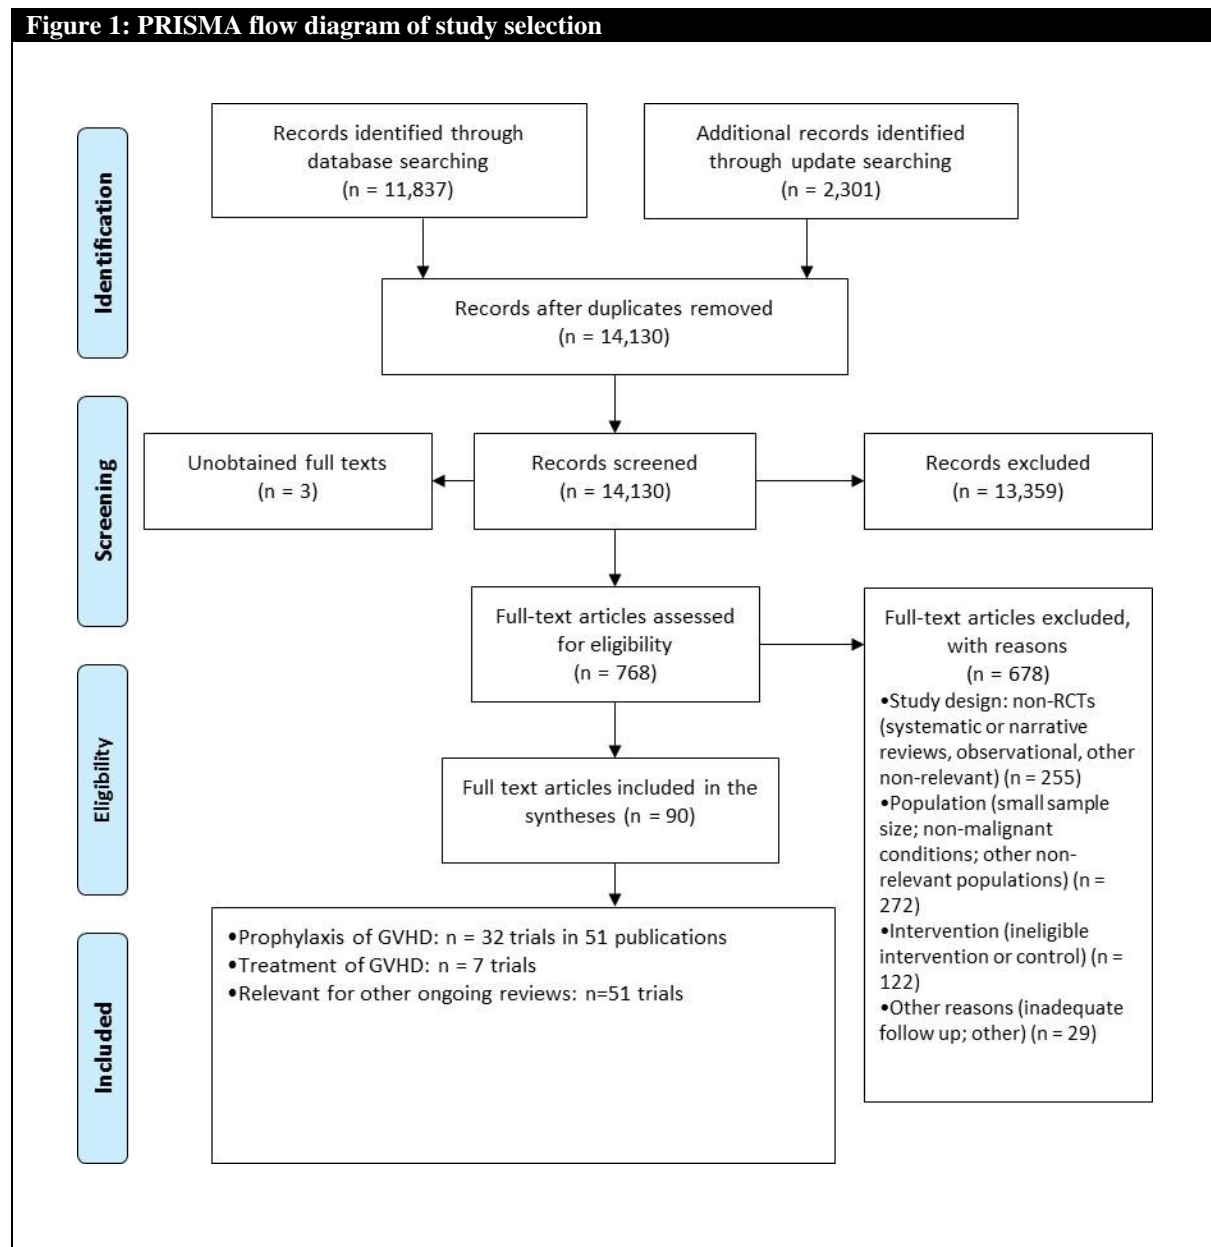 Figure 1: PRISMA flow diagram of study selection
Identification
Records identified through
database searching
(n = 11,837)
Additional records identified
through update searching
(n = 2,301)
Records after duplicates removed
(n = 14,130)
Screening
Unobtained full texts
(n = 3)
Records screened
(n = 14,130)
Records excluded
(n = 13,359)
Eligibility
Full-text articles assessed
for eligibility
(n = 768)
Full-text articles excluded,
with reasons
(n = 678)
•Study design: non-RCTs
(systematic or narrative
reviews, observational, other
non-relevant) (n = 255)
•Population (small sample
size; non-malignant
conditions; other non-
relevant populations) (n =
272)
•Intervention (ineligible
intervention or control) (n =
122)
•Other reasons (inadequate
follow up; other) (n = 29)
Full text articles included in the
syntheses (n = 90)
Included
•Prophylaxis of GVHD: n = 32 trials in 51 publications
•Treatment of GVHD: n = 7 trials
•Relevant for other ongoing reviews: n=51 trials